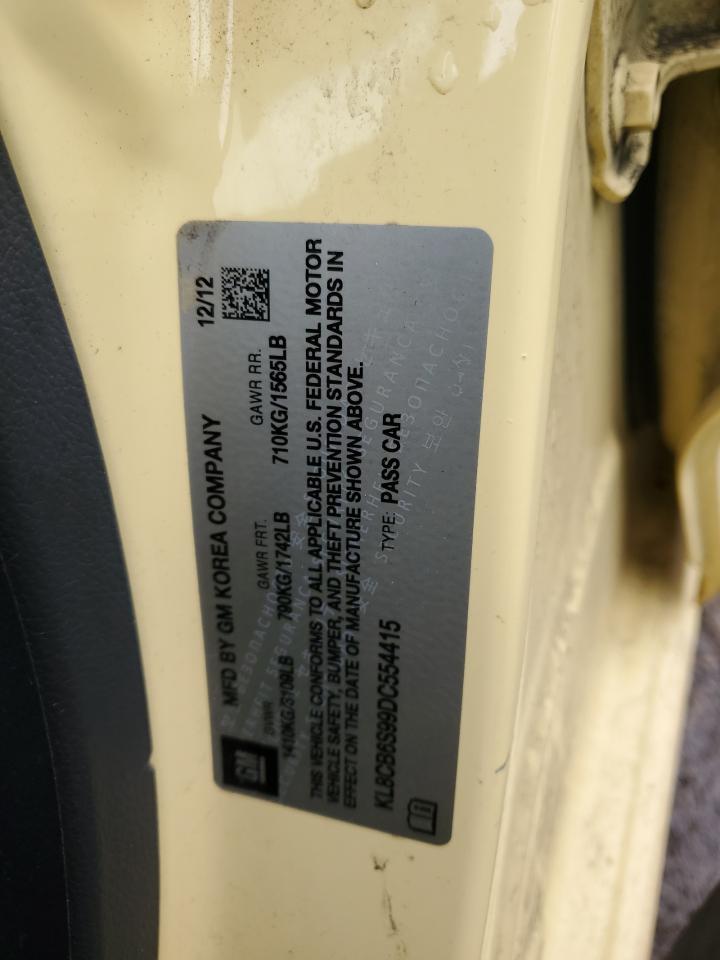 GM
MFD BY GM KOREA COMPANY
12/12
GVWR GAWR FRT. GAWR RR.
1410KG/3109LB 790KG/1742LB 710KG/1565LB
THIS VEHICLE CONFORMS TO ALL APPLICABLE U.S. FEDERAL MOTOR
VEHICLE SAFETY, BUMPER, AND THEFT PREVENTION STANDARDS IN
EFFECT ON THE DATE OF MANUFACTURE SHOWN ABOVE.
KL8CB6S99DC554415 TYPE: PASS CAR